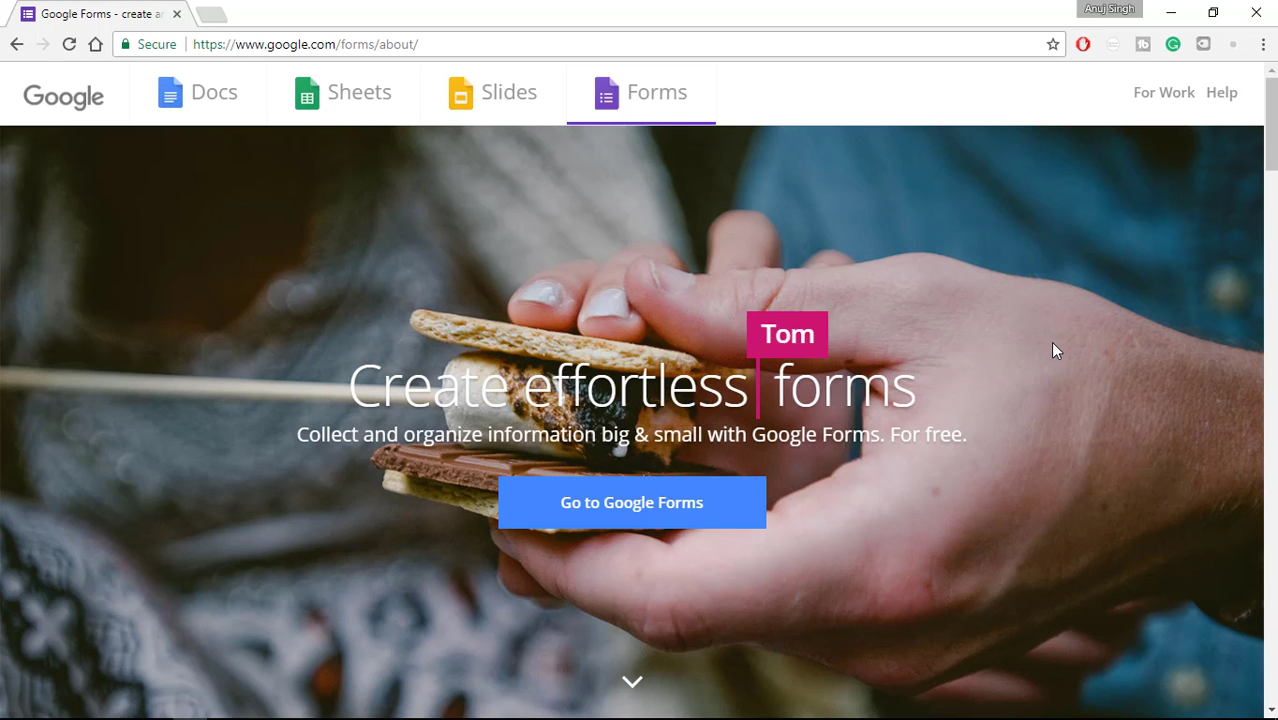 Google Forms - create ar
Anuj Singh
Secure
https://www.google.com/forms/about/
Google
Docs
Sheets
Slides
Forms
For Work
Help
Tom
Create effortless forms
Collect and organize information big & small with Google Forms. For free.
Go to Google Forms